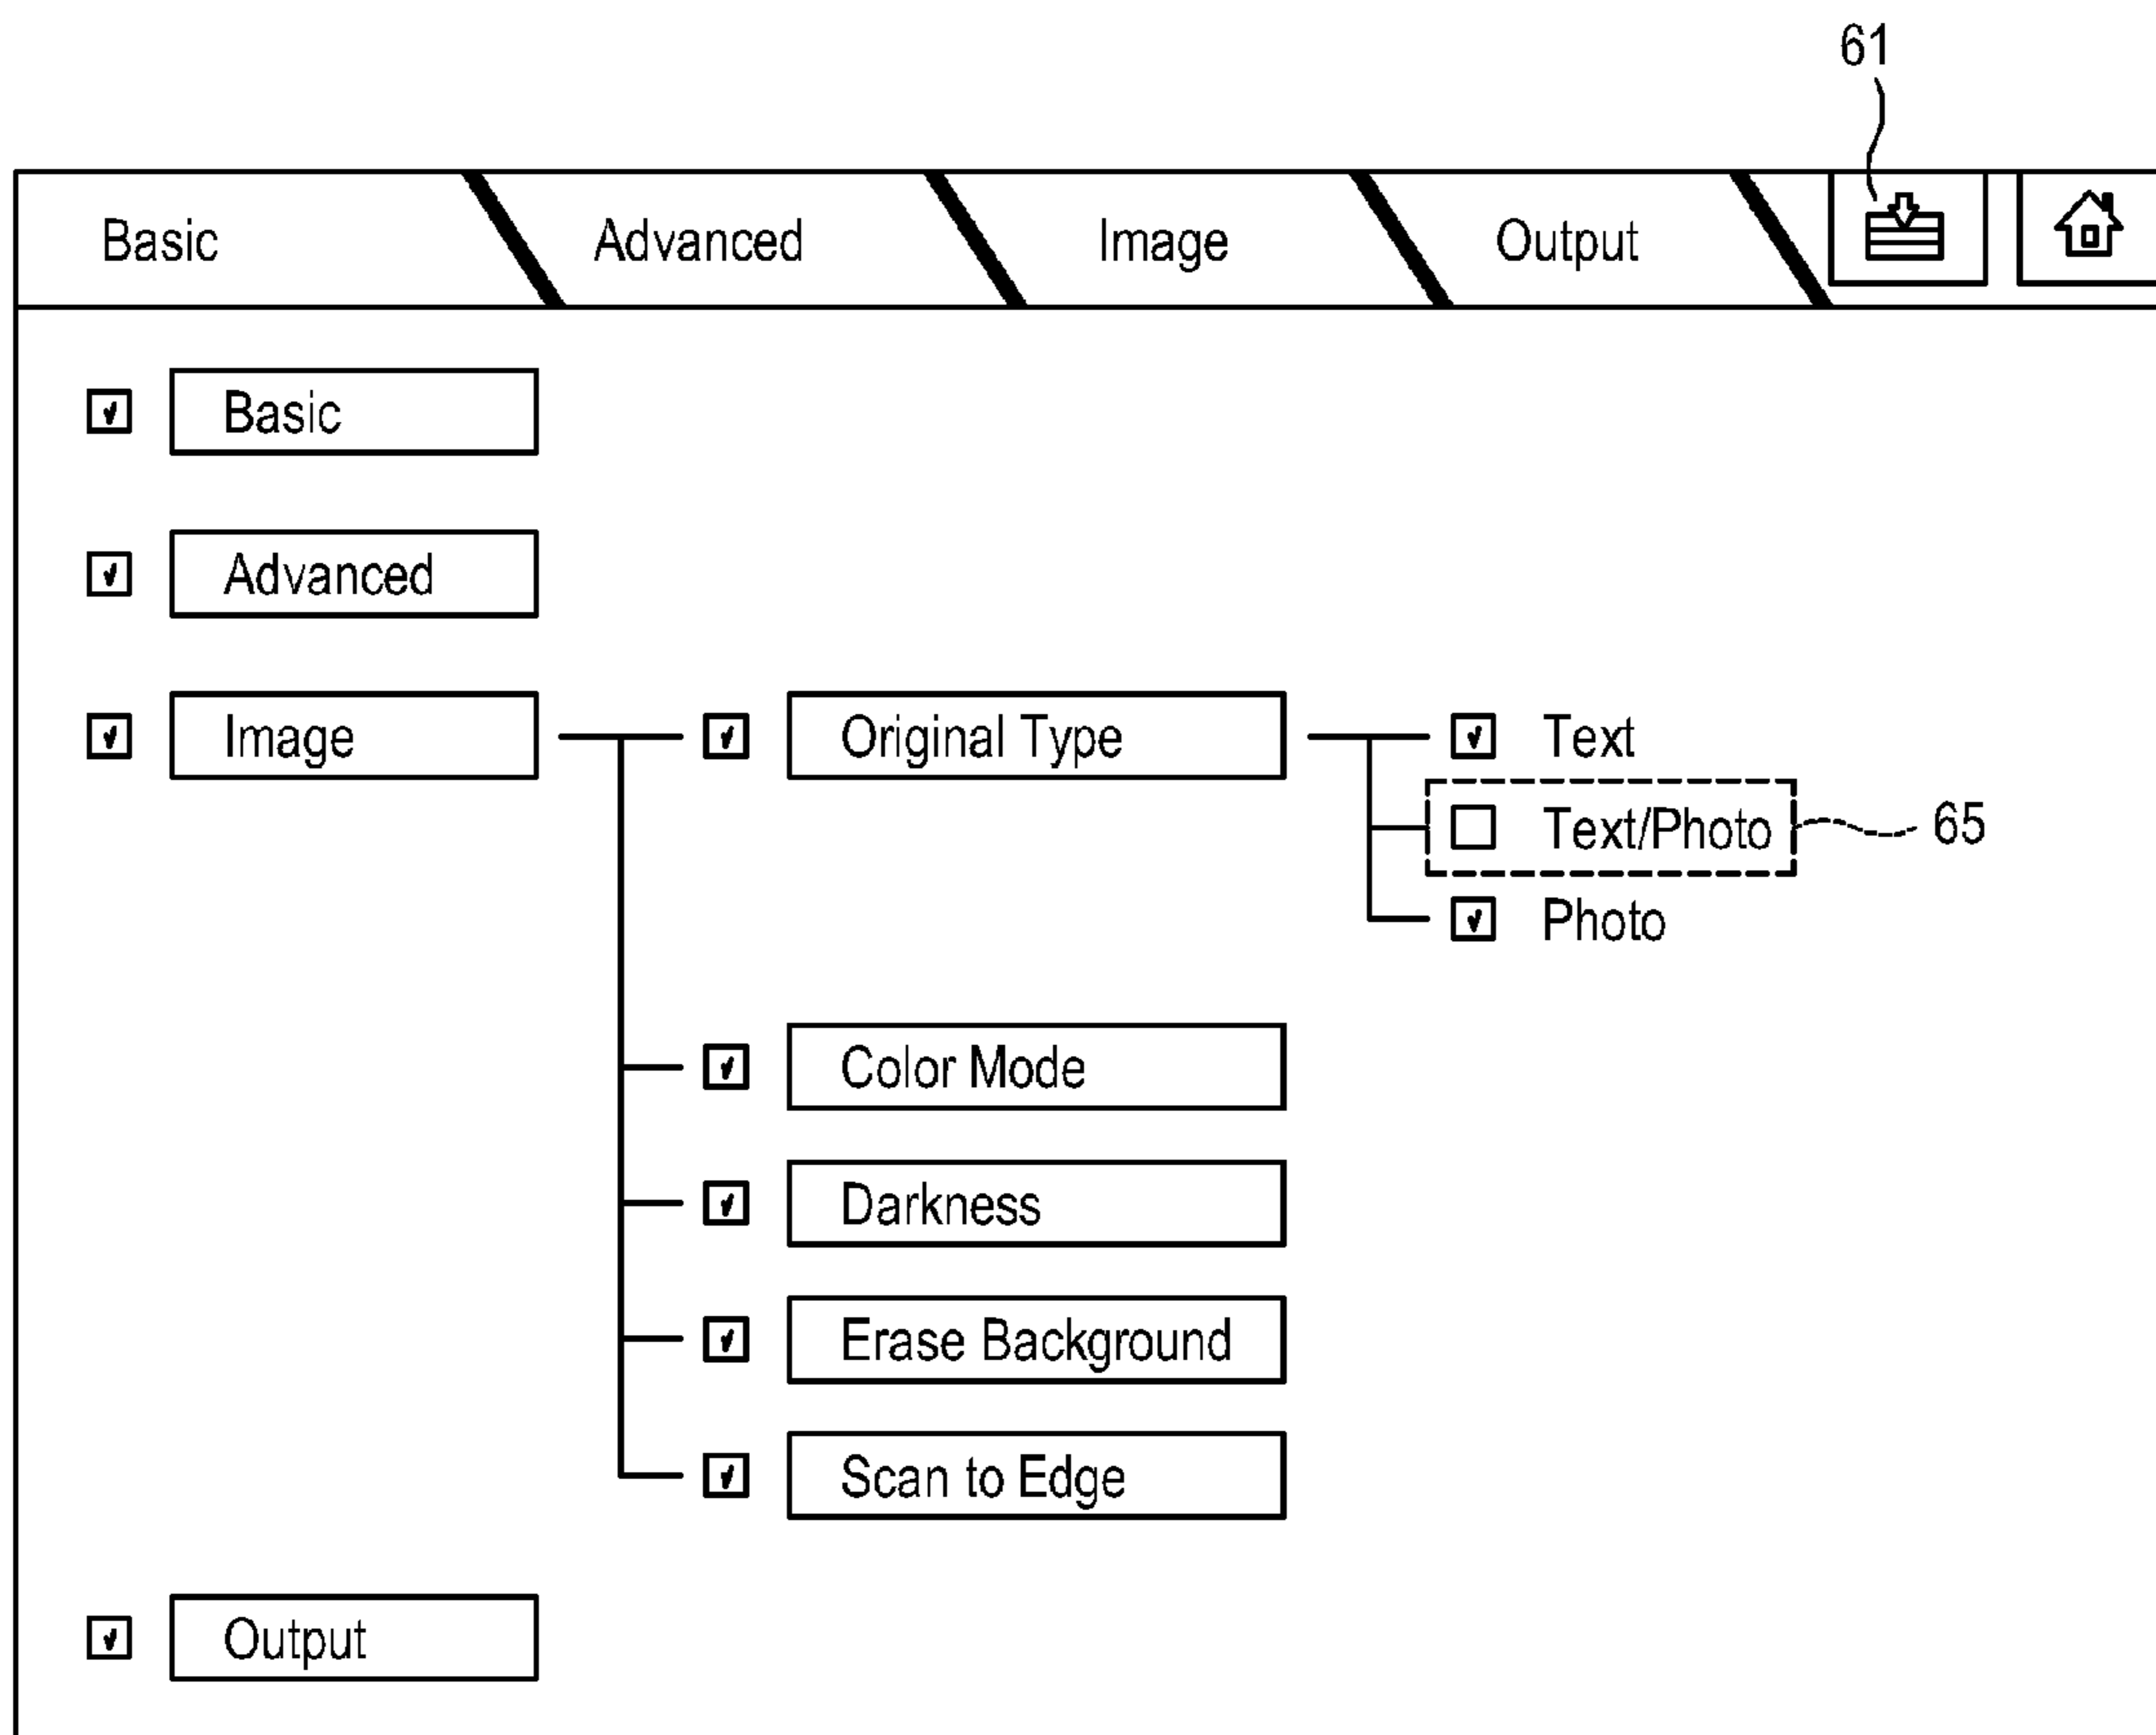 61
Basic Advanced Image Output
Basic
Advanced
Image Original Type Text
Text/Photo 65
Photo
Color Mode
Darkness
Erase Background
Scan to Edge
Output